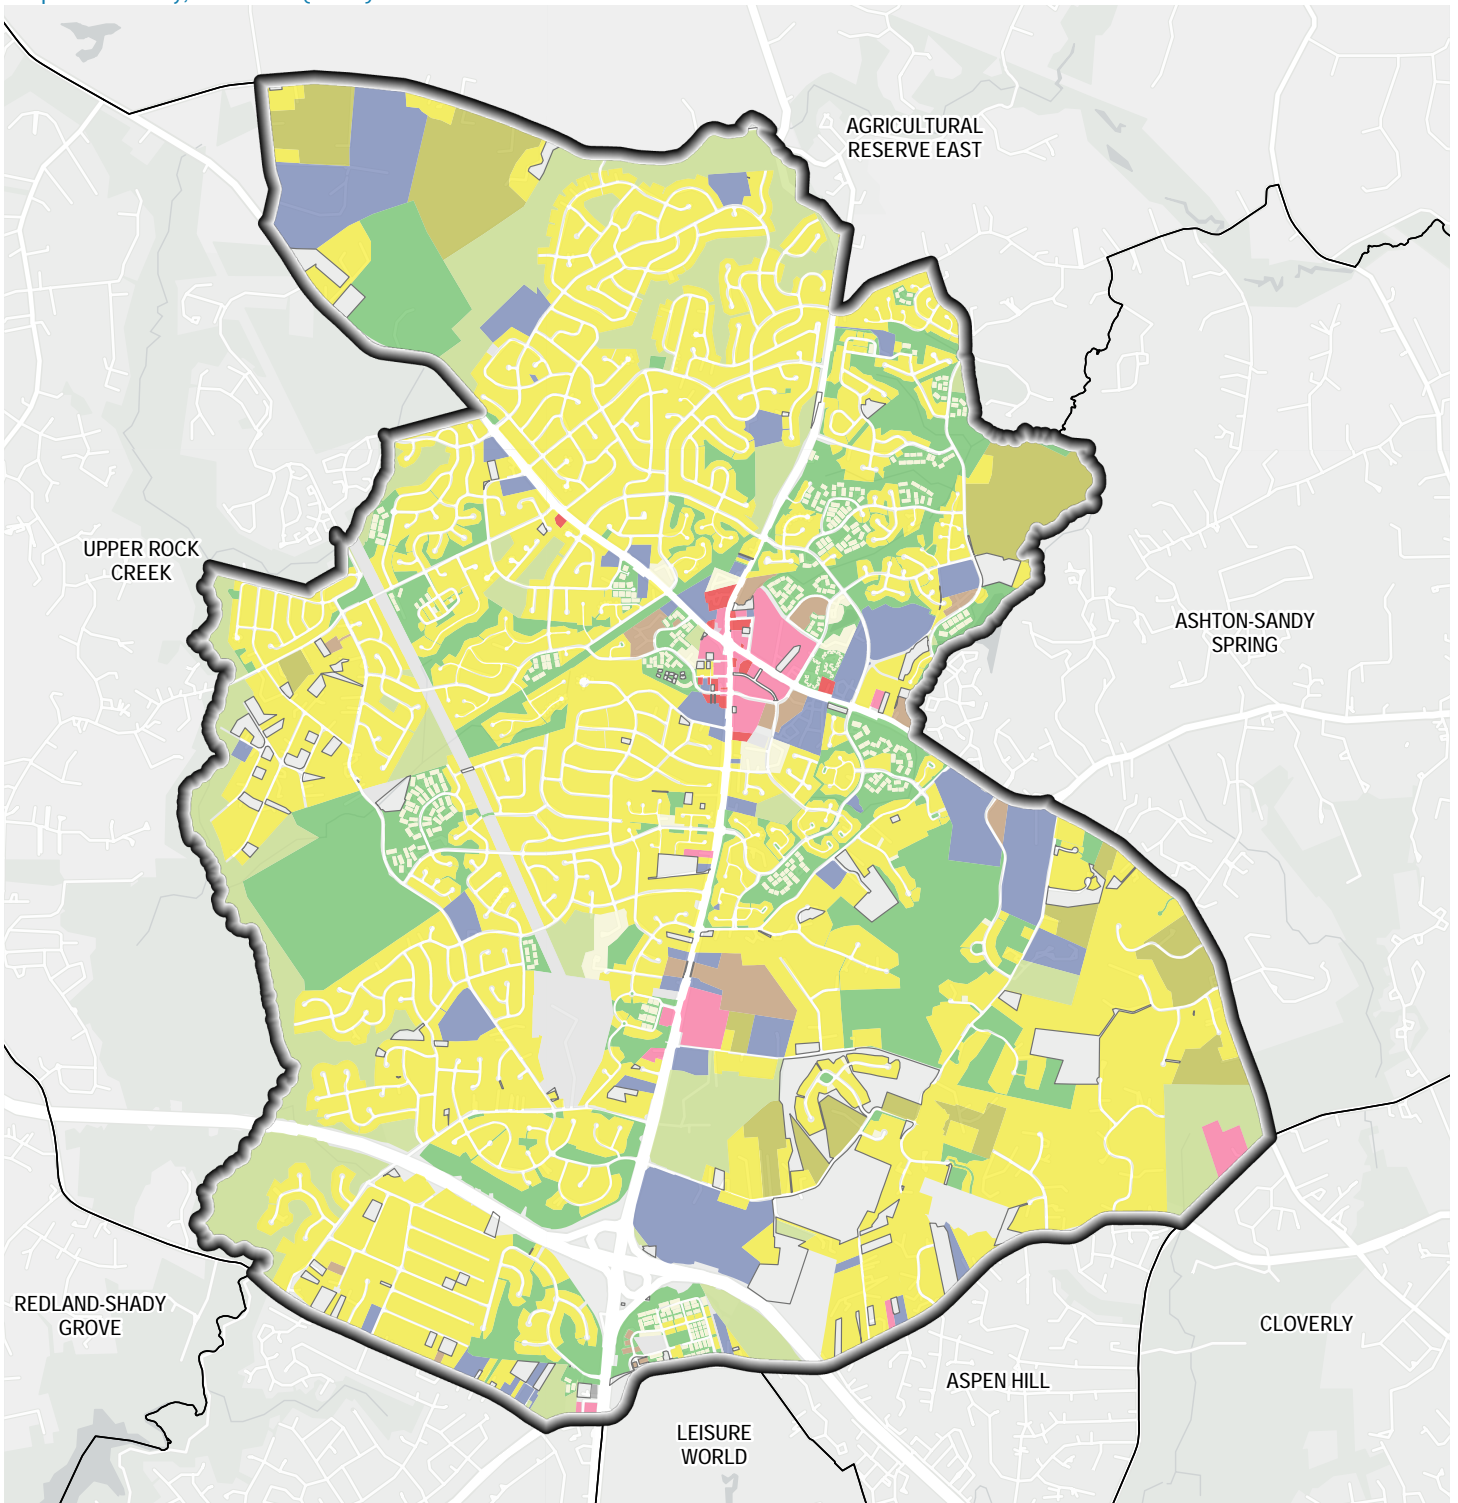 AGRICULTURAL
RESERVE EAST
UPPER ROCK
CREEK
ASHTON-SANDY
SPRING
REDLAND-SHADY
GROVE
CLOVERLY
ASPEN HILL
LEISURE
WORLD